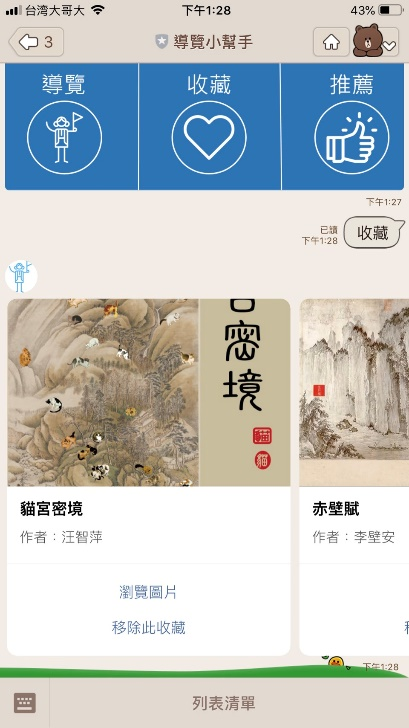 台湾大哥大 下午1:28 43%
3 導覽小幫手
導覽 收藏 推薦
下午1:27
已讀
下午1:28
收藏
密境
貓宮密境
作者：汪智萍
瀏覽圖片
移除此收藏
赤壁賦
作者：李壁安
下午1:28
列表清單